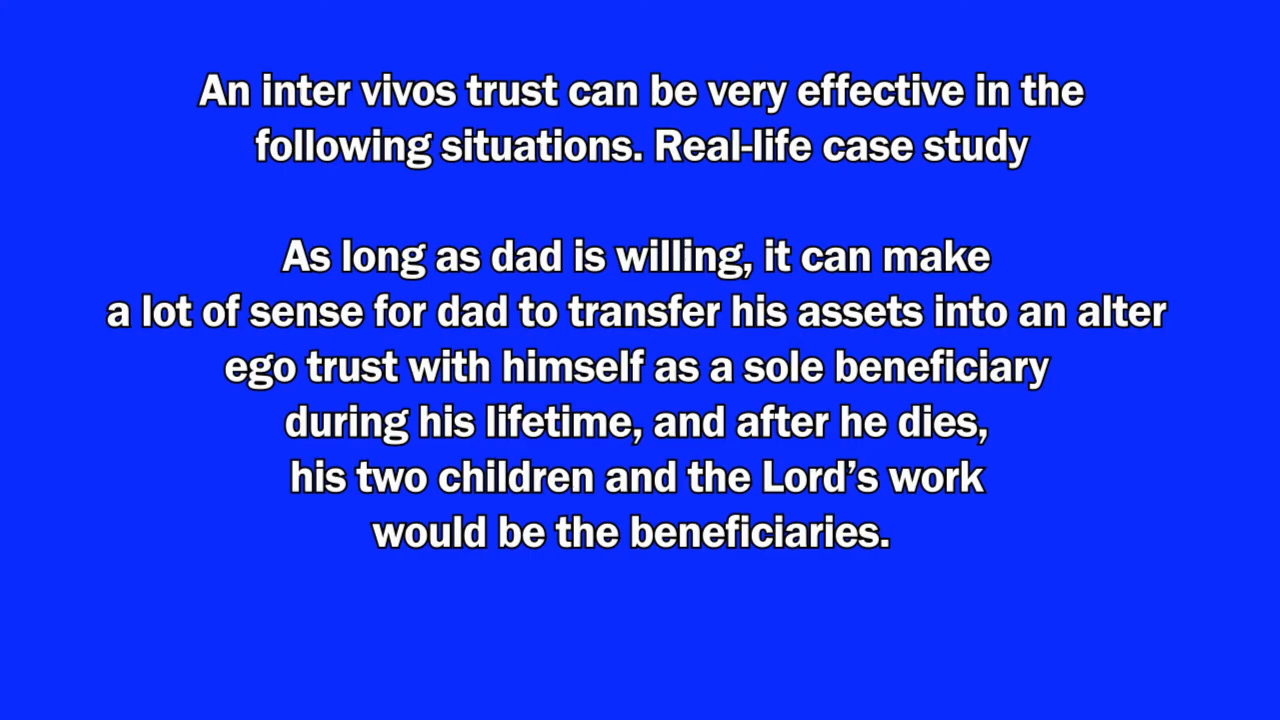 An inter vivos trust can be very effective in the
following situations. Real-life case study
As long as dad is willing, it can make
a lot of sense for dad to transfer his assets into an alter
ego trust with himself as a sole beneficiary
during his lifetime, and after he dies,
his two children and the Lord’s work
would be the beneficiaries.